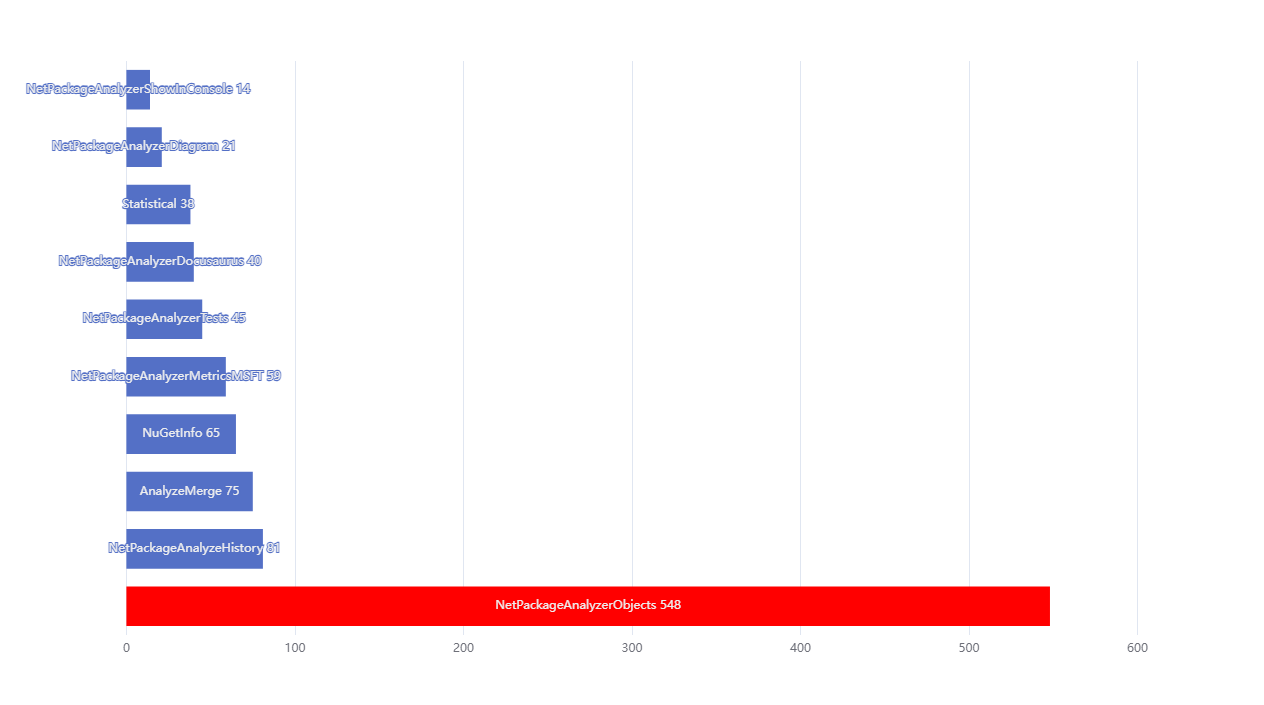 NetPackageAnalyzerShowInConsole 14
NetPackageAnalyzerDiagram 21
Statistical 38
NetPackageAnalyzerDocusaurus 40
NetPackageAnalyzerTests 45
NetPackageAnalyzerMetricsMSFT 59
NuGetInfo 65
AnalyzeMerge 75
NetPackageAnalyzeHistory 81
NetPackageAnalyzerObjects 548
0 100 200 300 400 500 600